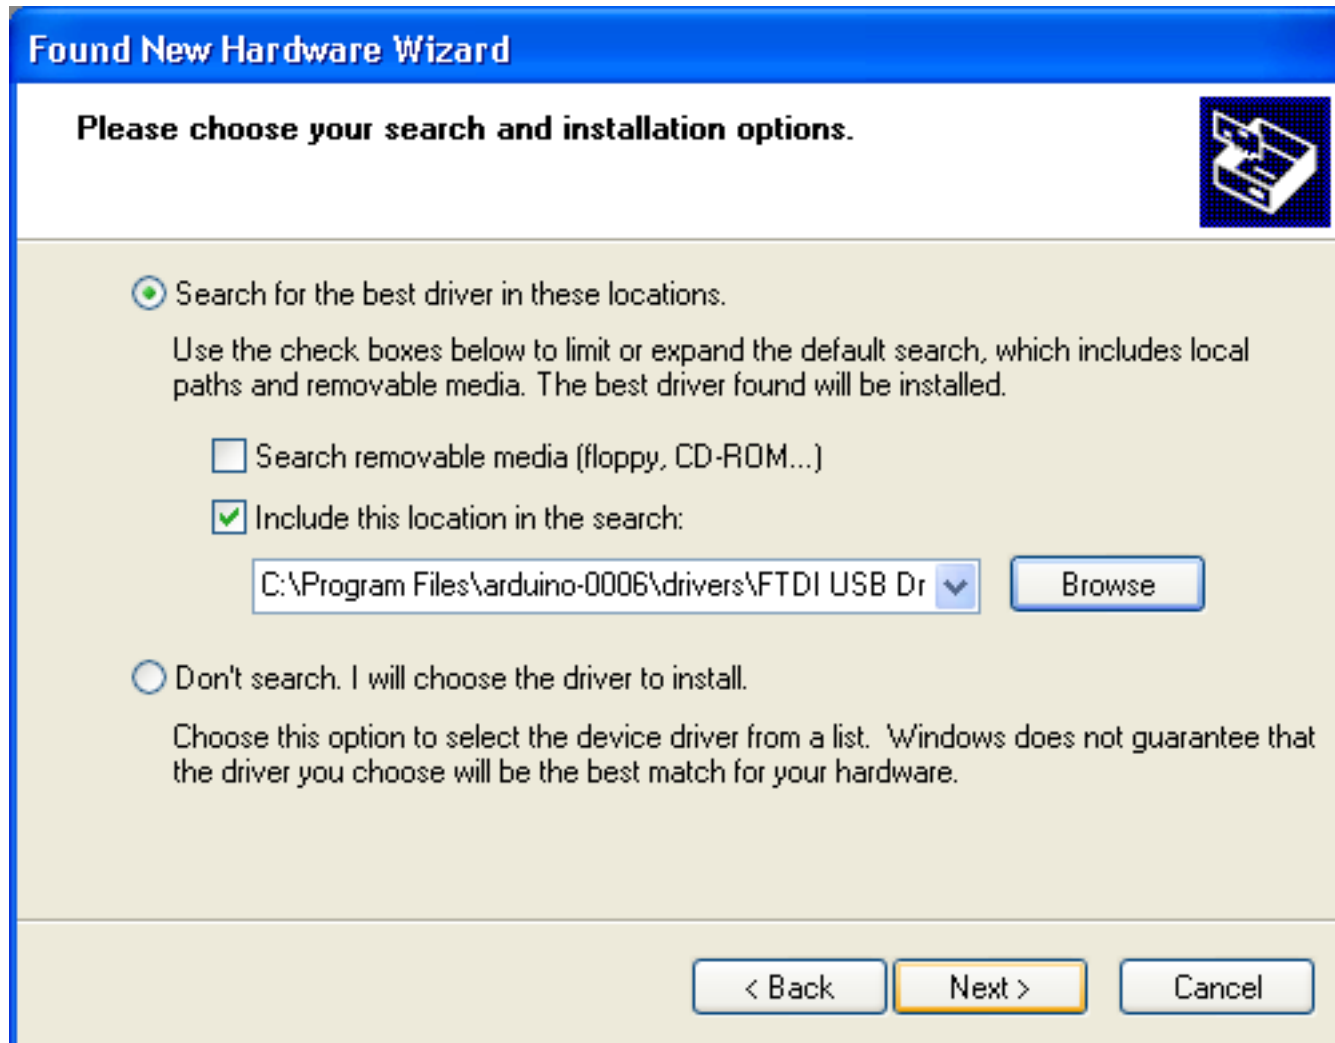 Found New Hardware Wizard
Please choose your search and installation options.
Search for the best driver in these locations.
Use the check boxes below to limit or expand the default search, which includes local
paths and removable media. The best driver found will be installed.
Search removable media (floppy, CD-ROM...)
Include this location in the search:
C:\Program Files\arduino-0006\drivers\FTDI USB Dr
Browse
Don't search. I will choose the driver to install.
Choose this option to select the device driver from a list.  Windows does not guarantee that
the driver you choose will be the best match for your hardware.
< Back
Next >
Cancel